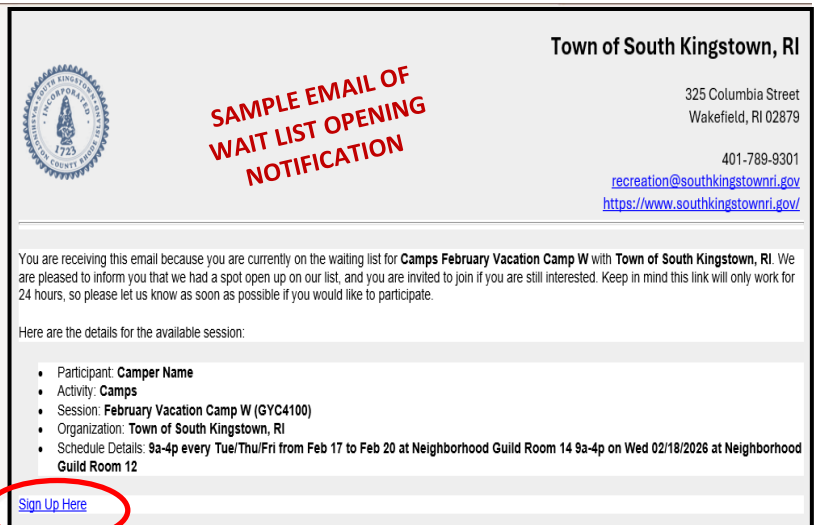 Town of South Kingstown, RI
SOUTH KINGSTOWN
INCORPORATED
1723
WASHINGTON COUNTY RHODE ISLAND
SAMPLE EMAIL OF
WAIT LIST OPENING
NOTIFICATION
325 Columbia Street
Wakefield, RI 02879
401-789-9301
recreation@southkingstownri.gov
https://www.southkingstownri.gov/
You are receiving this email because you are currently on the waiting list for Camps February Vacation Camp W with Town of South Kingstown, RI. We
are pleased to inform you that we had a spot open up on our list, and you are invited to join if you are still interested. Keep in mind this link will only work for
24 hours, so please let us know as soon as possible if you would like to participate.
Here are the details for the available session:
• Participant: Camper Name
• Activity: Camps
• Session: February Vacation Camp W (GYC4100)
• Organization: Town of South Kingstown, RI
• Schedule Details: 9a-4p every Tue/Thu/Fri from Feb 17 to Feb 20 at Neighborhood Guild Room 14 9a-4p on Wed 02/18/2026 at Neighborhood
Guild Room 12
Sign Up Here